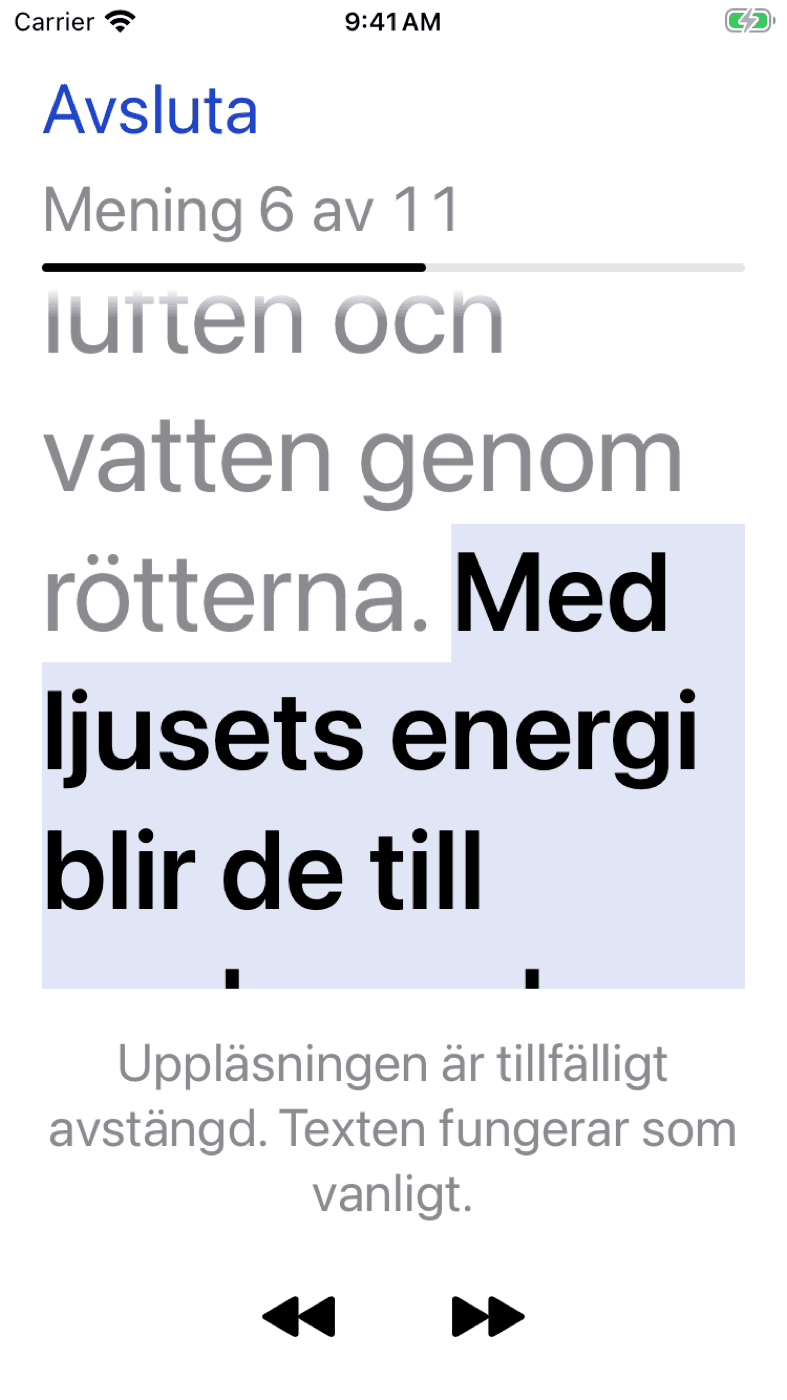 Carrier
9:41 AM
Avsluta
Mening 6 av 11
luften och
vatten genom
rötterna. Med
ljusets energi
blir de till
Uppläsningen är tillfälligt
avstängd. Texten fungerar som
vanligt.